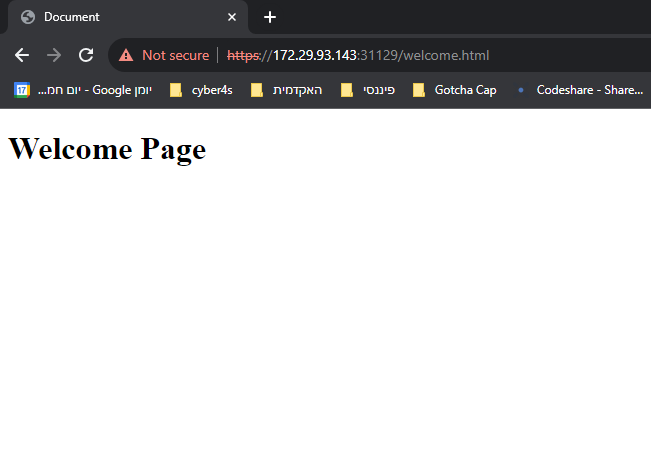 Document
Not secure https://172.29.93.143:31129/welcome.html
יומן Google - יום חמ... cyber4s האקדמית פיננסי Gotcha Cap Codeshare - Share...
Welcome Page